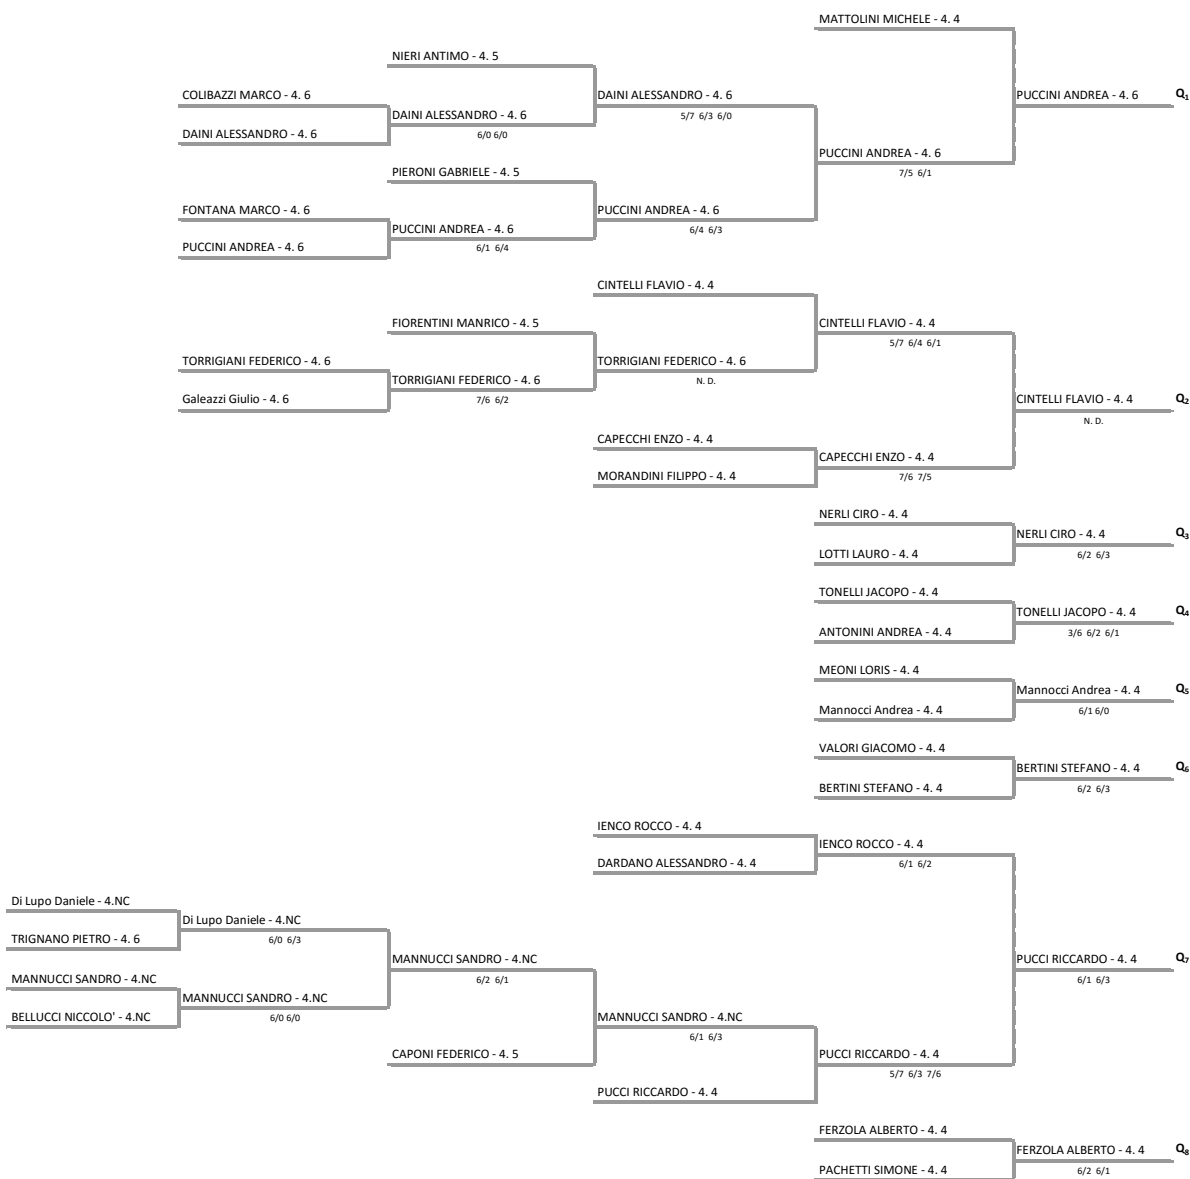 MATTOLINI MICHELE - 4. 4
NIERI ANTIMO - 4. 5
COLIBAZZI MARCO - 4. 6
DAINI ALESSANDRO - 4. 6
PUCCINI ANDREA - 4. 6
Q1
DAINI ALESSANDRO - 4. 6
5/7 6/3 6/0
DAINI ALESSANDRO - 4. 6
6/0 6/0
PUCCINI ANDREA - 4. 6
7/5 6/1
PIERONI GABRIELE - 4. 5
FONTANA MARCO - 4. 6
PUCCINI ANDREA - 4. 6
6/4 6/3
PUCCINI ANDREA - 4. 6
6/1 6/4
PUCCINI ANDREA - 4. 6
CINTELLI FLAVIO - 4. 4
FIORENTINI MANRICO - 4. 5
CINTELLI FLAVIO - 4. 4
5/7 6/4 6/1
TORRIGIANI FEDERICO - 4. 6
TORRIGIANI FEDERICO - 4. 6
N. D.
TORRIGIANI FEDERICO - 4. 6
7/6 6/2
Galeazzi Giulio - 4. 6
CINTELLI FLAVIO - 4. 4
N. D.
Q2
CAPECCHI ENZO - 4. 4
CAPECCHI ENZO - 4. 4
7/6 7/5
MORANDINI FILIPPO - 4. 4
NERLI CIRO - 4. 4
NERLI CIRO - 4. 4
6/2 6/3
Q3
LOTTI LAURO - 4. 4
TONELLI JACOPO - 4. 4
TONELLI JACOPO - 4. 4
3/6 6/2 6/1
Q4
ANTONINI ANDREA - 4. 4
MEONI LORIS - 4. 4
Mannocci Andrea - 4. 4
6/1 6/0
Q5
Mannocci Andrea - 4. 4
VALORI GIACOMO - 4. 4
BERTINI STEFANO - 4. 4
6/2 6/3
Q6
BERTINI STEFANO - 4. 4
IENCO ROCCO - 4. 4
IENCO ROCCO - 4. 4
6/1 6/2
DARDANO ALESSANDRO - 4. 4
Di Lupo Daniele - 4.NC
Di Lupo Daniele - 4.NC
6/0 6/3
TRIGNANO PIETRO - 4. 6
MANNUCCI SANDRO - 4.NC
6/2 6/1
PUCCI RICCARDO - 4. 4
6/1 6/3
Q7
MANNUCCI SANDRO - 4.NC
MANNUCCI SANDRO - 4.NC
6/0 6/0
BELLUCCI NICCOLO' - 4.NC
MANNUCCI SANDRO - 4.NC
6/1 6/3
CAPONI FEDERICO - 4. 5
PUCCI RICCARDO - 4. 4
5/7 6/3 7/6
PUCCI RICCARDO - 4. 4
FERZOLA ALBERTO - 4. 4
FERZOLA ALBERTO - 4. 4
6/2 6/1
Q8
PACHETTI SIMONE - 4. 4